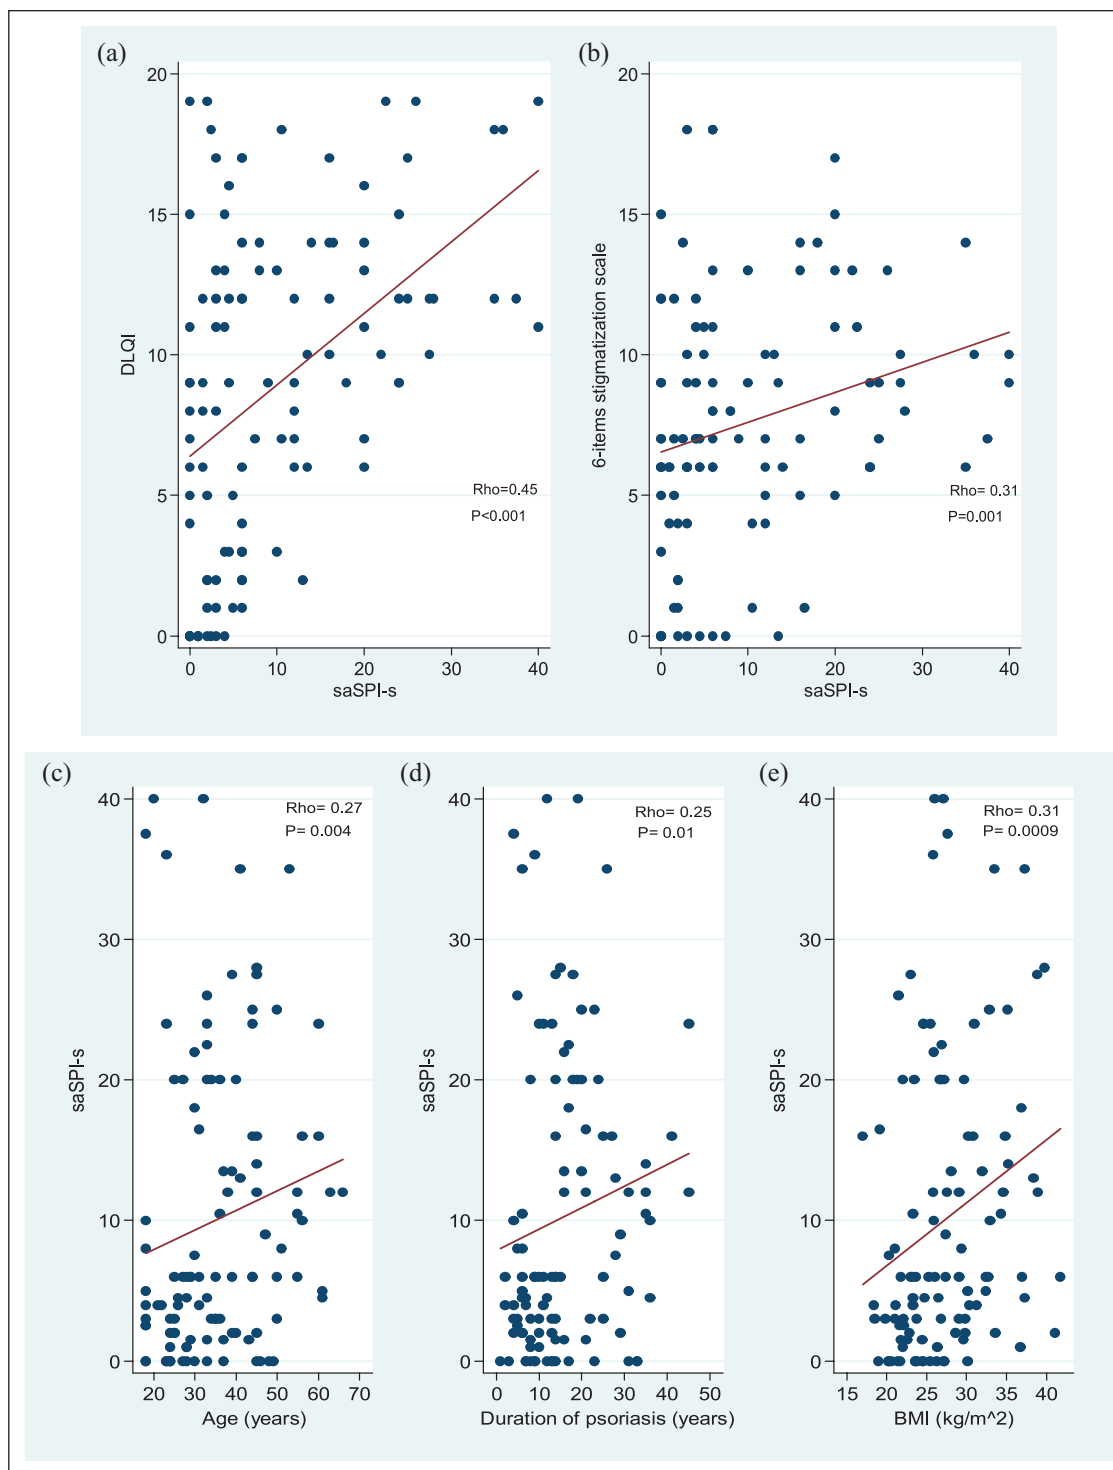 (a)
(b)
20
15
10
5
0
DLQI
Rho=0.45
P<0.001
0 10 20 30 40
saSPI-s
20
15
10
5
0
6-items stigmatization scale
Rho= 0.31
P=0.001
0 10 20 30 40
saSPI-s
(c)
(d)
(e)
40
30
20
10
0
saSPI-s
Rho= 0.27
P= 0.004
20 30 40 50 60 70
Age (years)
40
30
20
10
0
saSPI-s
Rho= 0.25
P= 0.01
0 10 20 30 40 50
Duration of psoriasis (years)
40
30
20
10
0
saSPI-s
Rho= 0.31
P= 0.0009
15 20 25 30 35 40
BMI (kg/m^2)